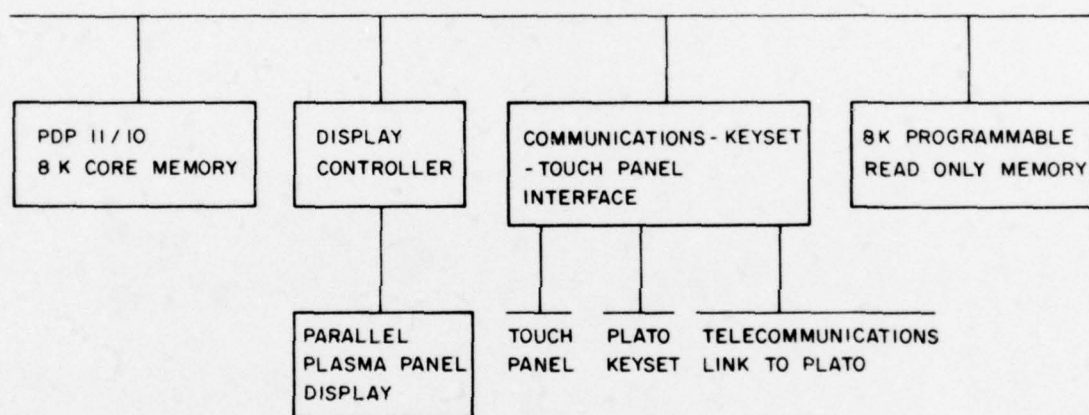 PDP 11/10
8K CORE MEMORY
DISPLAY
CONTROLLER
COMMUNICATIONS - KEYSET
- TOUCH PANEL
INTERFACE
8K PROGRAMMABLE
READ ONLY MEMORY
PARALLEL
PLASMA PANEL
DISPLAY
TOUCH
PANEL
PLATO
KEYSET
TELECOMMUNICATIONS
LINK TO PLATO